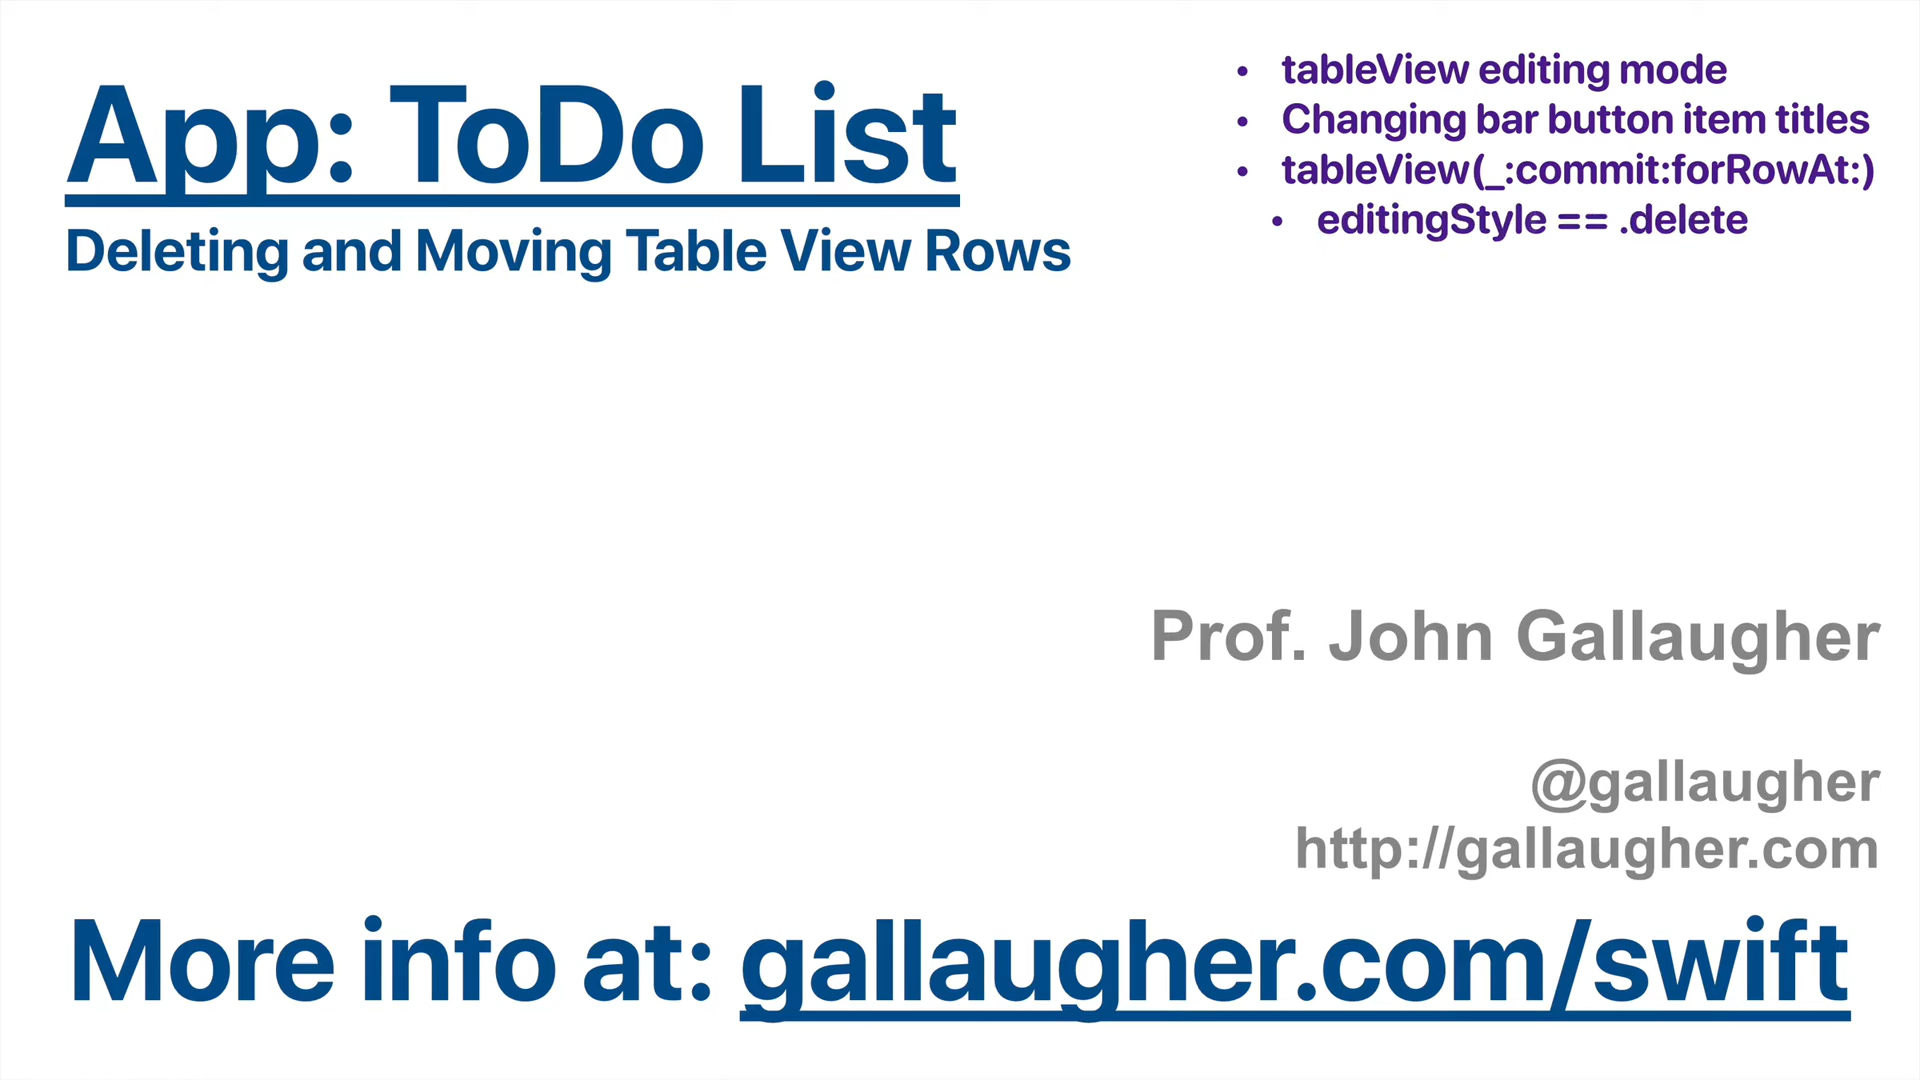 App: ToDo List
Deleting and Moving Table View Rows
• tableView editing mode
• Changing bar button item titles
• tableView(_:commit:forRowAt:)
• editingStyle == .delete
Prof. John Gallaugher
@gallaugher
http://gallaugher.com
More info at: gallaugher.com/swift